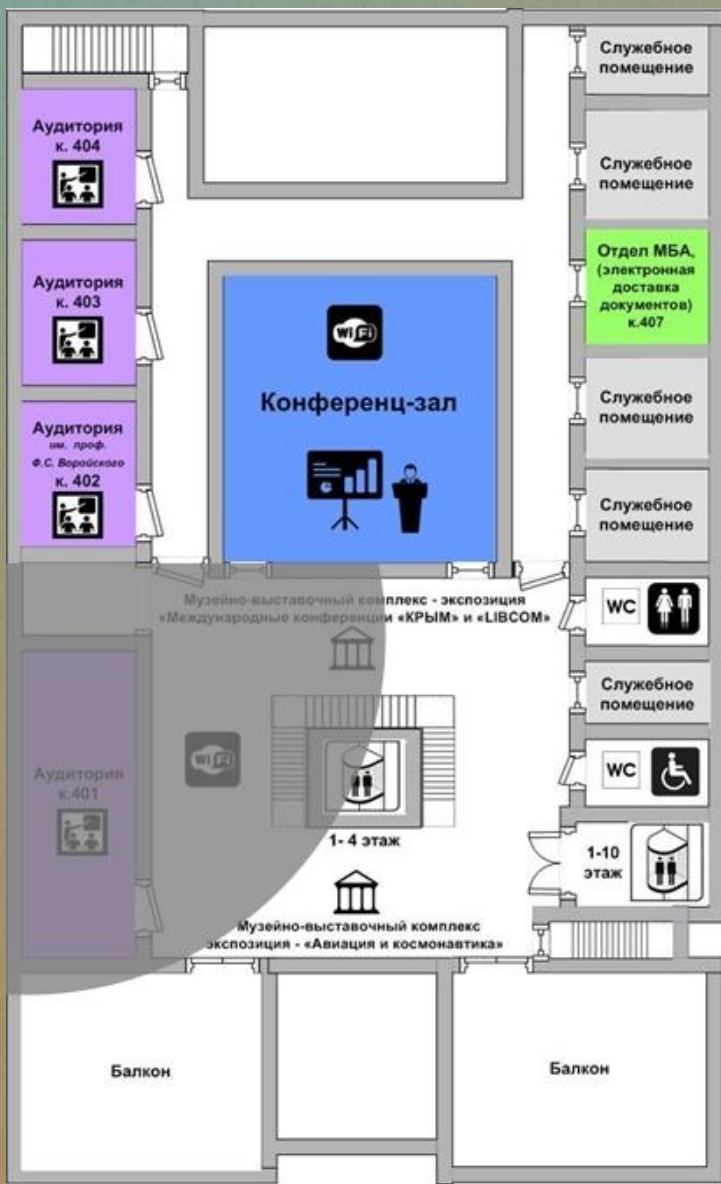 Служебное
помещение
Аудитория
к. 404
Служебное
помещение
Отдел МБА,
(электронная
доставка
документов)
к.407
Аудитория
к. 403
WiFi
Конференц-зал
Служебное
помещение
Аудитория
им. проф.
Ф.С. Воройского
к. 402
Служебное
помещение
Музейно-выставочный комплекс - экспозиция
«Международные конференции «КРЫМ» и «LIBCOM»
WC
Служебное
помещение
WiFi
Аудитория
к.401
WC
1- 4 этаж
1-10
этаж
Музейно-выставочный комплекс
экспозиция - «Авиация и космонавтика»
Балкон
Балкон